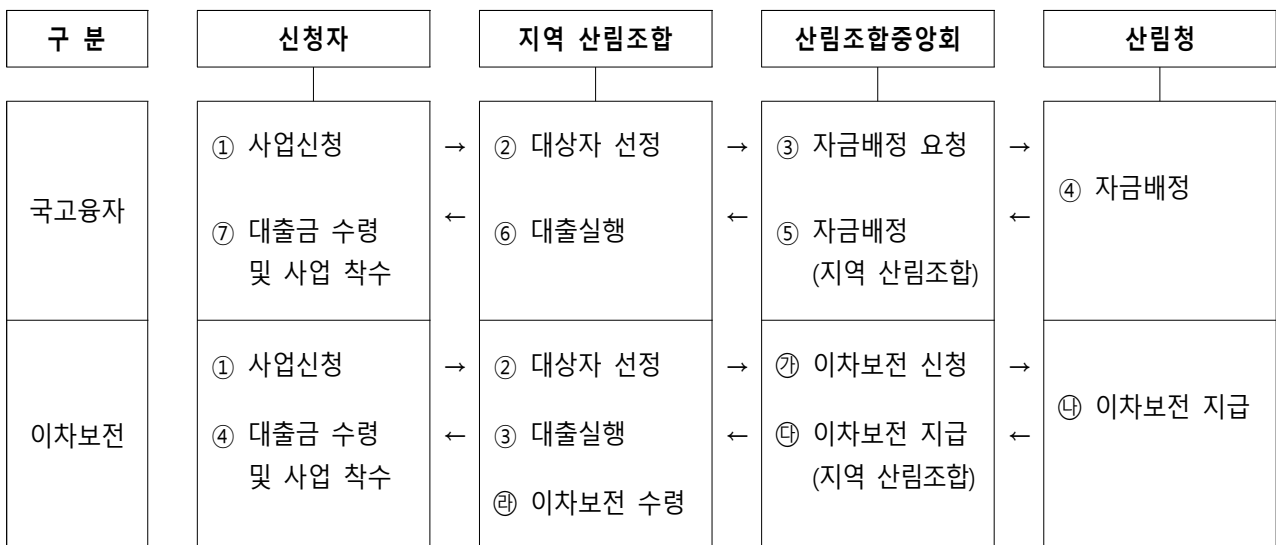 구 분 신청자 지역 산림조합 산림조합중앙회 산림청
국고융자
① 사업신청 → ② 대상자 선정 → ③ 자금배정 요청 →
④ 자금배정
⑦ 대출금 수령 ← ⑥ 대출실행 ← ⑤ 자금배정 ←
및 사업 착수 (지역 산림조합)
이차보전
① 사업신청 → ② 대상자 선정 → ㉮ 이차보전 신청 →
㉯ 이차보전 지급
④ 대출금 수령 ← ③ 대출실행 ← ㉰ 이차보전 지급 ←
및 사업 착수 (지역 산림조합)
㉱ 이차보전 수령